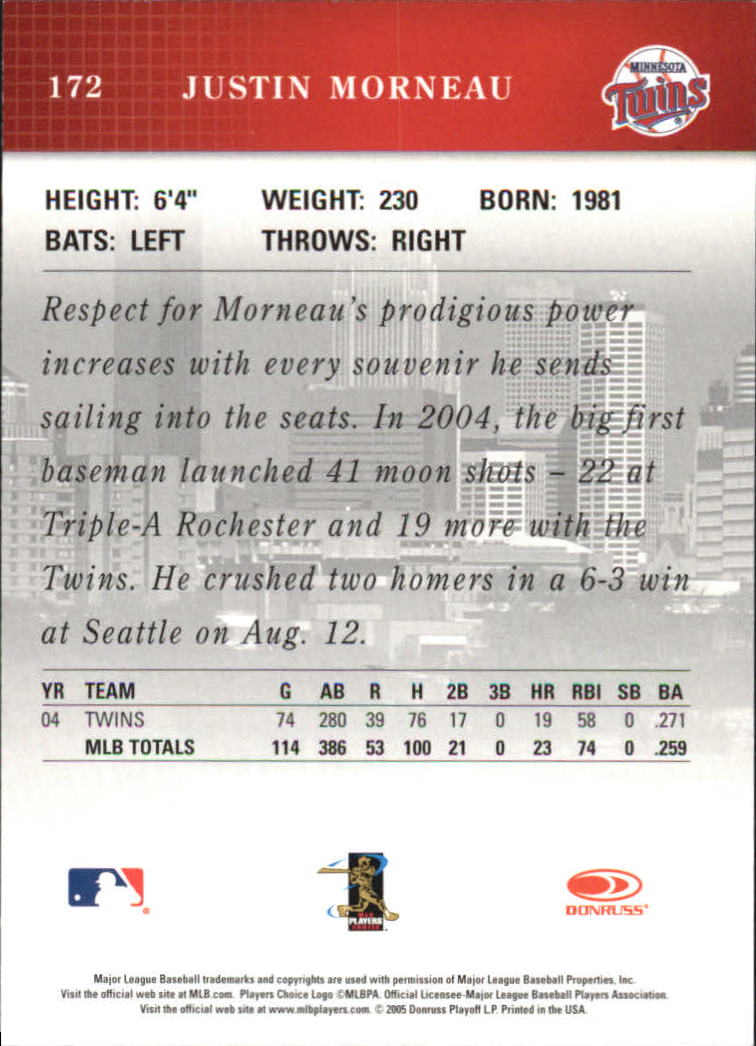 172 JUSTIN MORNEAU
MINNESOTA
Twins
HEIGHT: 6'4" WEIGHT: 230 BORN: 1981
BATS: LEFT THROWS: RIGHT
Respect for Morneau's prodigious power
increases with every souvenir he sends
sailing into the seats. In 2004, the big first
baseman launched 41 moon shots – 22 at
Triple-A Rochester and 19 more with the
Twins. He crushed two homers in a 6-3 win
at Seattle on Aug. 12.
YR TEAM G AB R H 2B 3B HR RBI SB BA
04 TWINS 74 280 39 76 17 0 19 58 0 .271
MLB TOTALS 114 386 53 100 21 0 23 74 0 .259
MLB
PLAYERS
CHOICE
DONRUSS®
Major League Baseball trademarks and copyrights are used with permission of Major League Baseball Properties, Inc.
Visit the official web site at MLB.com. Players Choice Logo ©MLBPA. Official Licensee-Major League Baseball Players Association.
Visit the official web site at www.mlbplayers.com. © 2005 Donruss Playoff L.P. Printed in the USA.